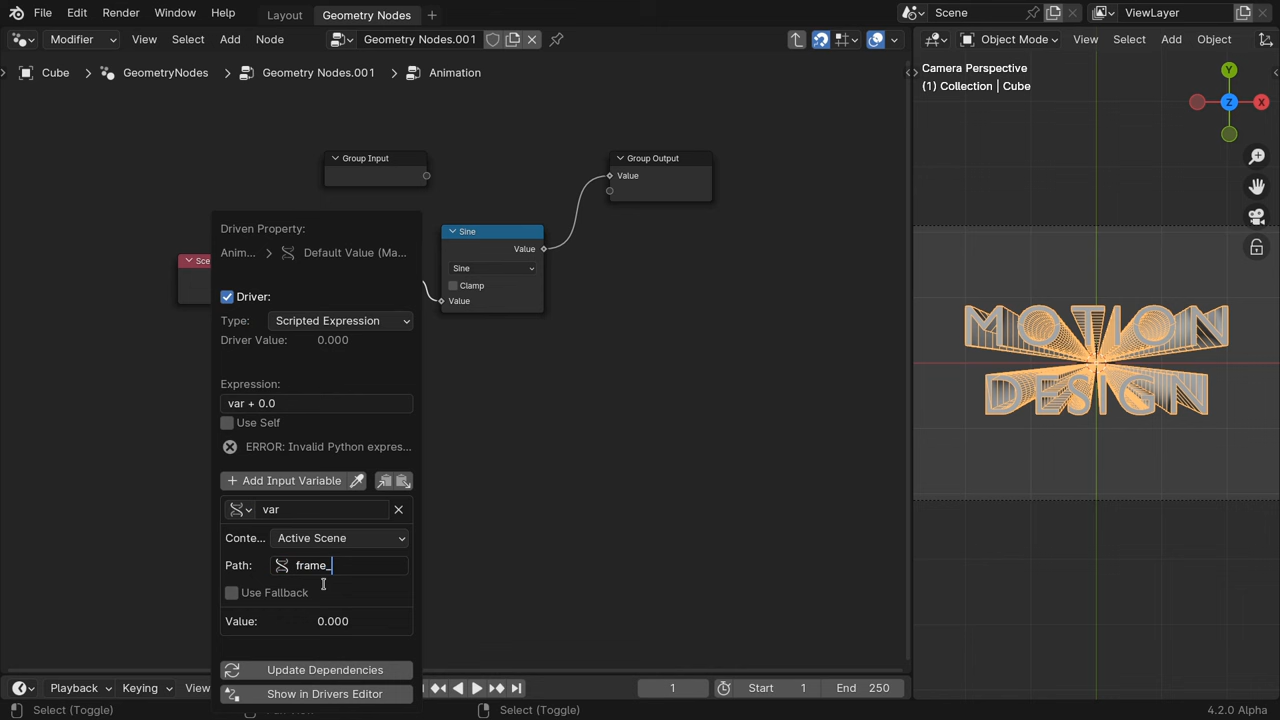 File Edit Render Window Help Layout Geometry Nodes + Scene ViewLayer
Modifier View Select Add Node Geometry Nodes.001 Object Mode View Select Add Object
Cube > GeometryNodes > Geometry Nodes.001 > Animation
Camera Perspective
(1) Collection | Cube
Y
Z
X
Group Input
Group Output
Value
Sce
Sine
Value
Sine
Clamp
Value
Driven Property:
Anim... > Default Value (Ma...
Driver:
Type: Scripted Expression
Driver Value: 0.000
Expression:
var + 0.0
Use Self
ERROR: Invalid Python expres...
+ Add Input Variable
var
Conte... Active Scene
Path: frame_
Use Fallback
Value: 0.000
Update Dependencies
Show in Drivers Editor
MOTION
DESIGN
Playback Keying View 1 Start 1 End 250
Select (Toggle) Select (Toggle) 4.2.0 Alpha